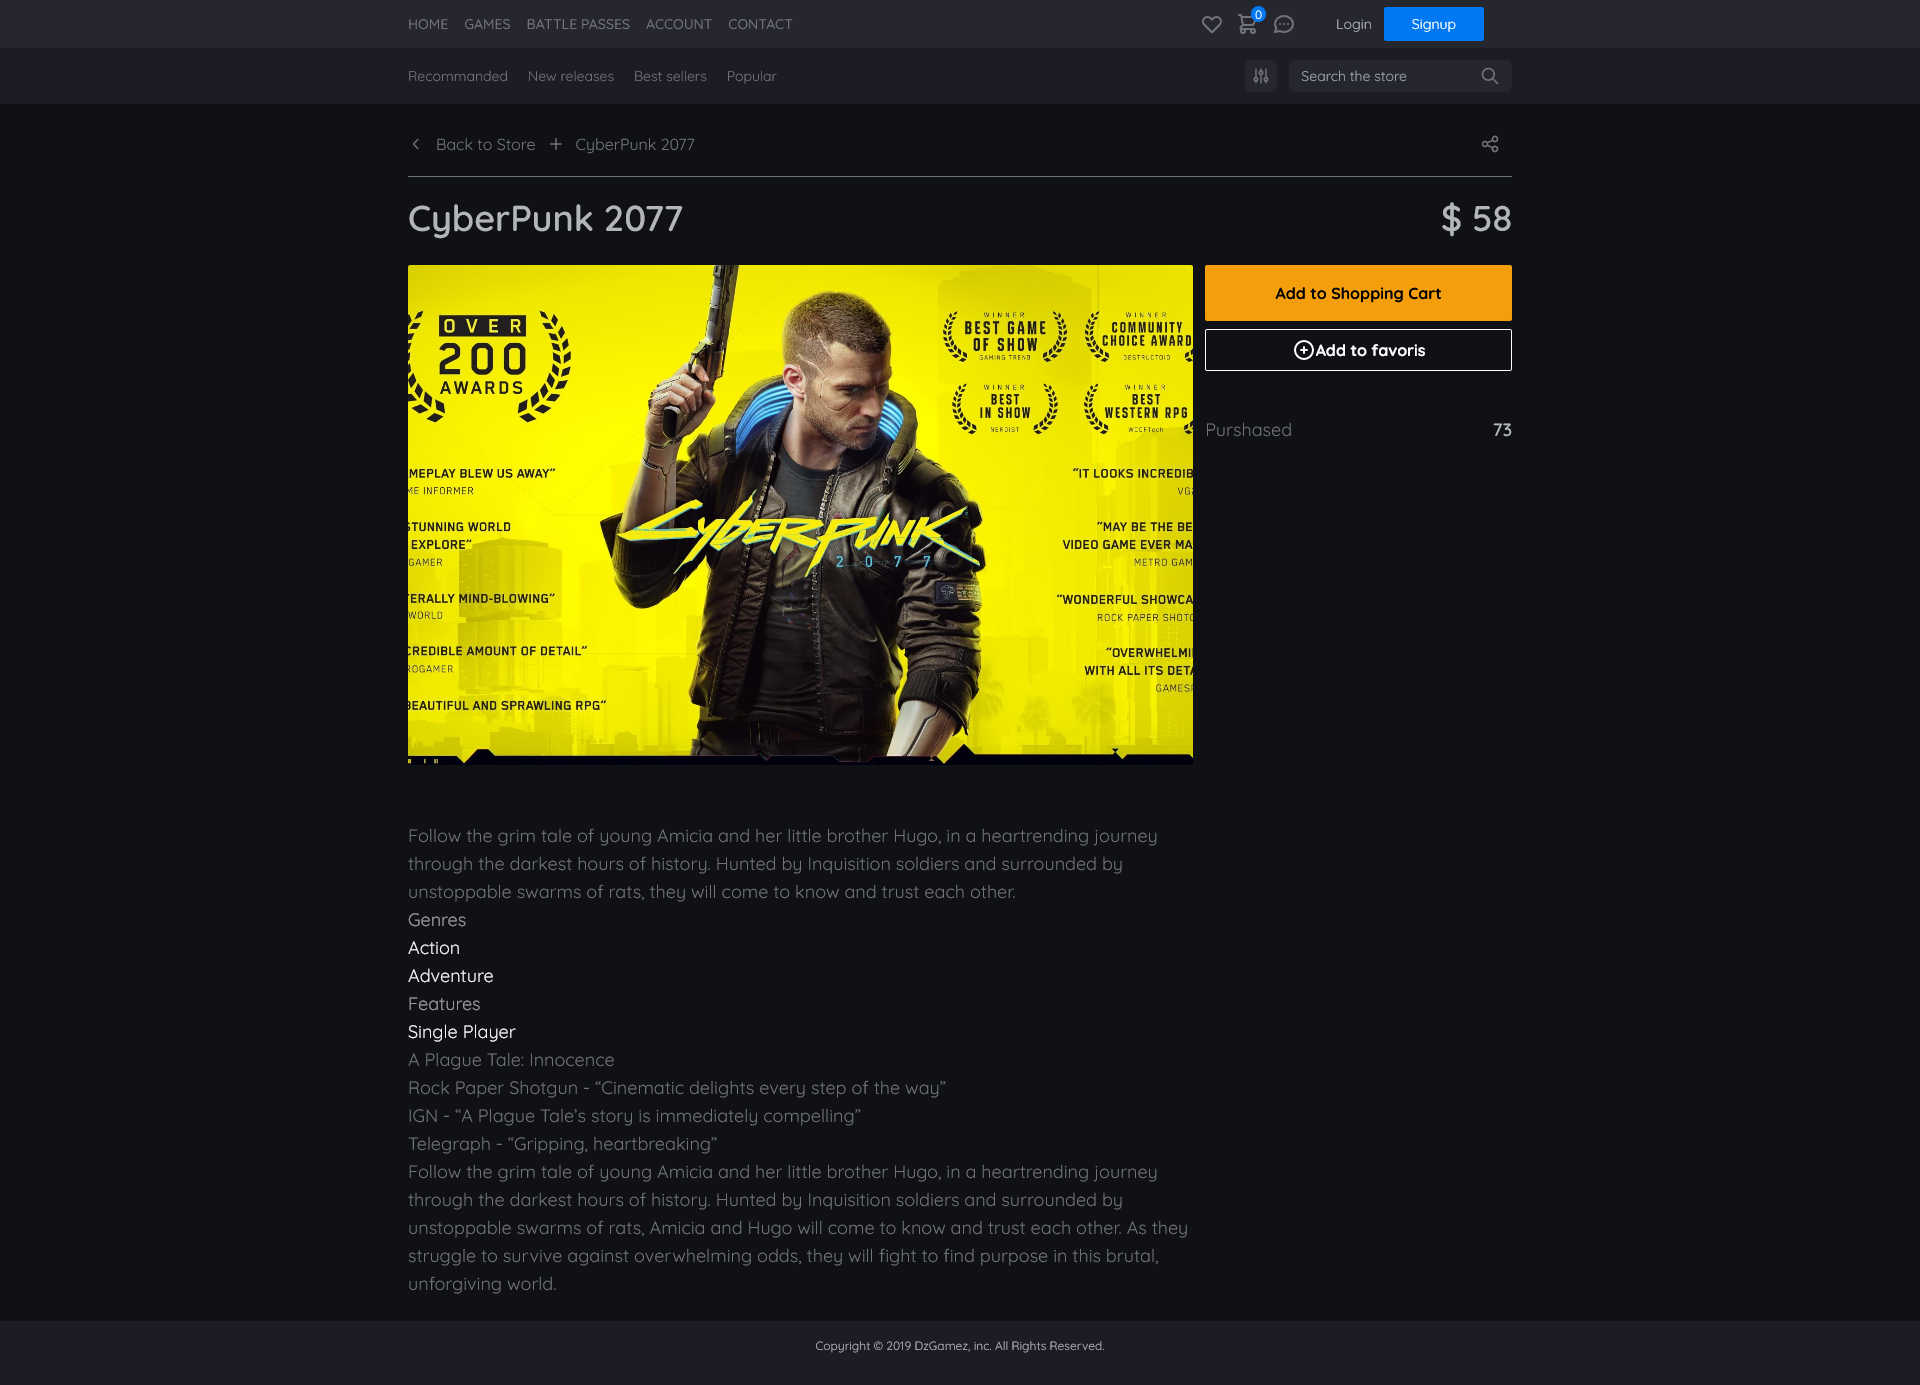 HOME GAMES BATTLE PASSES ACCOUNT CONTACT
0
Login Signup
Recommanded New releases Best sellers Popular
Search the store
Back to Store CyberPunk 2077
CyberPunk 2077
$ 58
OVER
200
AWARDS
WINNER
BEST GAME
OF SHOW
GAMING TREND
WINNER
COMMUNITY
CHOICE AWARD
DESTRUCTOID
WINNER
BEST
IN SHOW
NERDIST
WINNER
BEST
WESTERN RPG
WCCFTech
MEPLAY BLEW US AWAY”
ME INFORMER
STUNNING WORLD
EXPLORE”
GAMER
TERALLY MIND-BLOWING”
WORLD
CREDIBLE AMOUNT OF DETAIL”
ROGAMER
BEAUTIFUL AND SPRAWLING RPG”
CYBERPUNK
2077
“IT LOOKS INCREDIB
VG
“MAY BE THE BE
VIDEO GAME EVER MA
METRO GAM
“WONDERFUL SHOWCA
ROCK PAPER SHOTG
“OVERWHELMI
WITH ALL ITS DETA
GAMESP
Add to Shopping Cart
Add to favoris
Purshased 73
Follow the grim tale of young Amicia and her little brother Hugo, in a heartrending journey
through the darkest hours of history. Hunted by Inquisition soldiers and surrounded by
unstoppable swarms of rats, they will come to know and trust each other.
Genres
Action
Adventure
Features
Single Player
A Plague Tale: Innocence
Rock Paper Shotgun - “Cinematic delights every step of the way”
IGN - “A Plague Tale’s story is immediately compelling”
Telegraph - “Gripping, heartbreaking”
Follow the grim tale of young Amicia and her little brother Hugo, in a heartrending journey
through the darkest hours of history. Hunted by Inquisition soldiers and surrounded by
unstoppable swarms of rats, Amicia and Hugo will come to know and trust each other. As they
struggle to survive against overwhelming odds, they will fight to find purpose in this brutal,
unforgiving world.
Copyright © 2019 DzGamez, inc. All Rights Reserved.